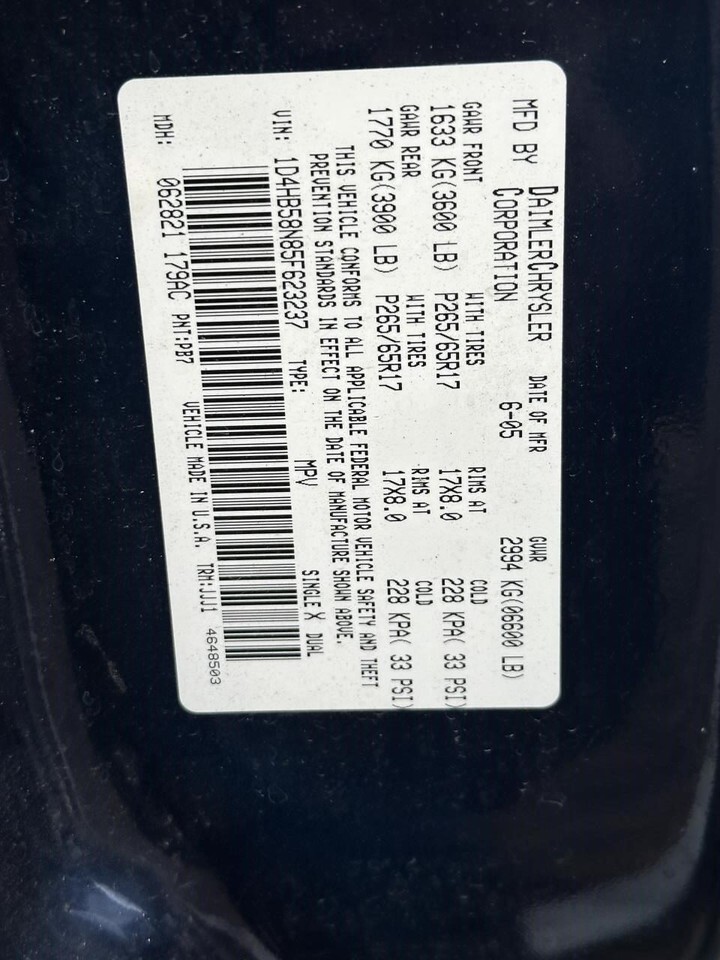 MFD BY DAIMLERCHRYSLER CORPORATION DATE OF MFR 6-05 GVWR 2994 KG(06600 LB)
GAWR FRONT WITH TIRES RIMS AT COLD
1633 KG(3600 LB) P265/65R17 17X8.0 228 KPA( 33 PSI)
GAWR REAR WITH TIRES RIMS AT COLD
1770 KG(3900 LB) P265/65R17 17X8.0 228 KPA( 33 PSI)
THIS VEHICLE CONFORMS TO ALL APPLICABLE FEDERAL MOTOR VEHICLE SAFETY AND THEFT
PREVENTION STANDARDS IN EFFECT ON THE DATE OF MANUFACTURE SHOWN ABOVE.
VIN: 1D4HB58N85F623237 TYPE: MPV SINGLE X DUAL
MDH: 062821 179AC PNT:PB7 VEHICLE MADE IN U.S.A. TRM:JJJ1 4648503